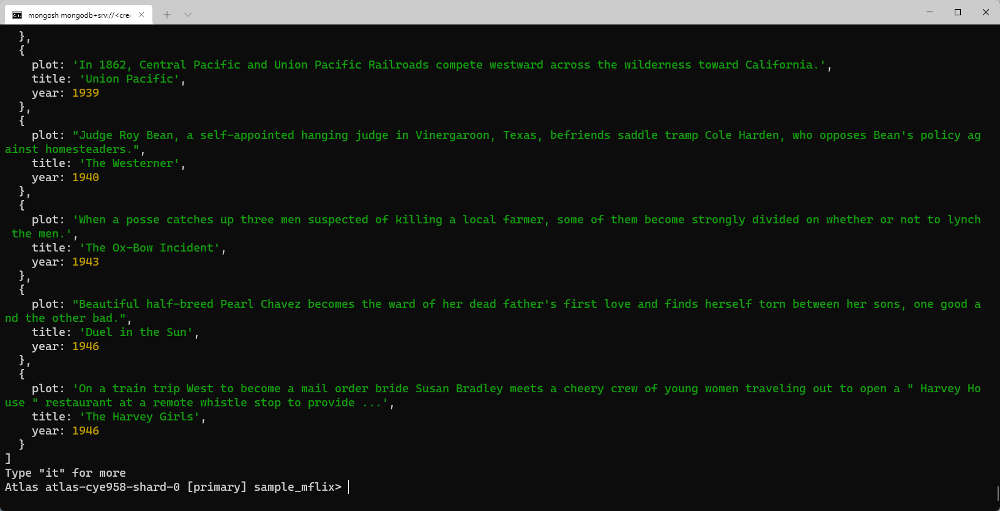 mongosh mongodb+srv://<cre
  },
  {
    plot: 'In 1862, Central Pacific and Union Pacific Railroads compete westward across the wilderness toward California.',
    title: 'Union Pacific',
    year: 1939
  },
  {
    plot: "Judge Roy Bean, a self-appointed hanging judge in Vinergaroon, Texas, befriends saddle tramp Cole Harden, who opposes Bean's policy ag
ainst homesteaders.",
    title: 'The Westerner',
    year: 1940
  },
  {
    plot: 'When a posse catches up three men suspected of killing a local farmer, some of them become strongly divided on whether or not to lynch
 the men.',
    title: 'The Ox-Bow Incident',
    year: 1943
  },
  {
    plot: "Beautiful half-breed Pearl Chavez becomes the ward of her dead father's first love and finds herself torn between her sons, one good a
nd the other bad.",
    title: 'Duel in the Sun',
    year: 1946
  },
  {
    plot: 'On a train trip West to become a mail order bride Susan Bradley meets a cheery crew of young women traveling out to open a " Harvey Ho
use " restaurant at a remote whistle stop to provide ...',
    title: 'The Harvey Girls',
    year: 1946
  }
]
Type "it" for more
Atlas atlas-cye958-shard-0 [primary] sample_mflix>